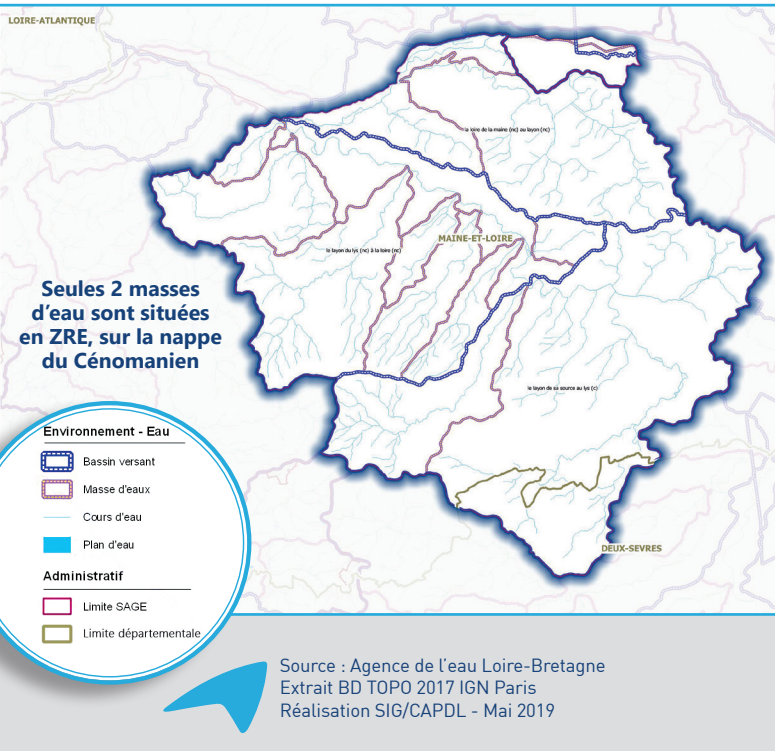 LOIRE-ATLANTIQUE
la loire de la maine (nc) au layon (nc)
MAINE-ET-LOIRE
le layon du lys (nc) à la loire (nc)
Seules 2 masses
d'eau sont situées
en ZRE, sur la nappe
du Cénomanien
le layon de sa source au lys (c)
Environnement - Eau
Bassin versant
Masse d'eaux
Cours d'eau
Plan d'eau
Administratif
Limite SAGE
Limite départementale
DEUX-SEVRES
Source : Agence de l'eau Loire-Bretagne
Extrait BD TOPO 2017 IGN Paris
Réalisation SIG/CAPDL - Mai 2019